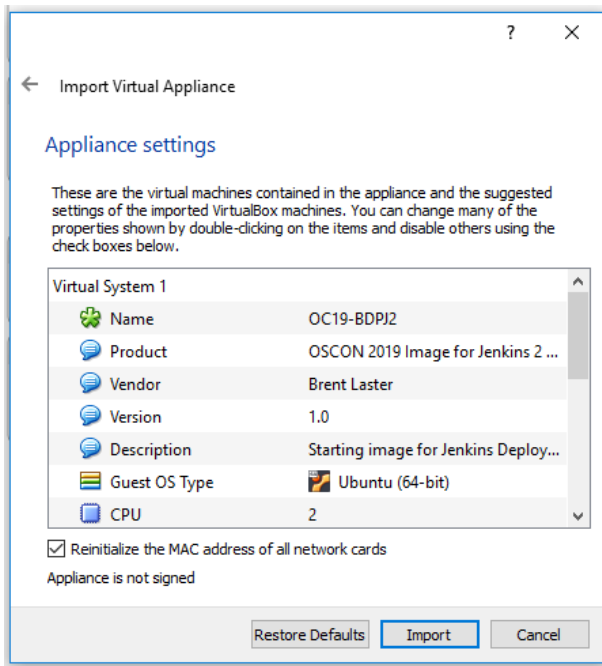 ?
Import Virtual Appliance
Appliance settings
These are the virtual machines contained in the appliance and the suggested
settings of the imported VirtualBox machines. You can change many of the
properties shown by double-clicking on the items and disable others using the
check boxes below.
Virtual System 1
Name OC19-BDPJ2
Product OSCON 2019 Image for Jenkins 2 ...
Vendor Brent Laster
Version 1.0
Description Starting image for Jenkins Deploy...
Guest OS Type Ubuntu (64-bit)
CPU 2
Reinitialize the MAC address of all network cards
Appliance is not signed
Restore Defaults Import Cancel